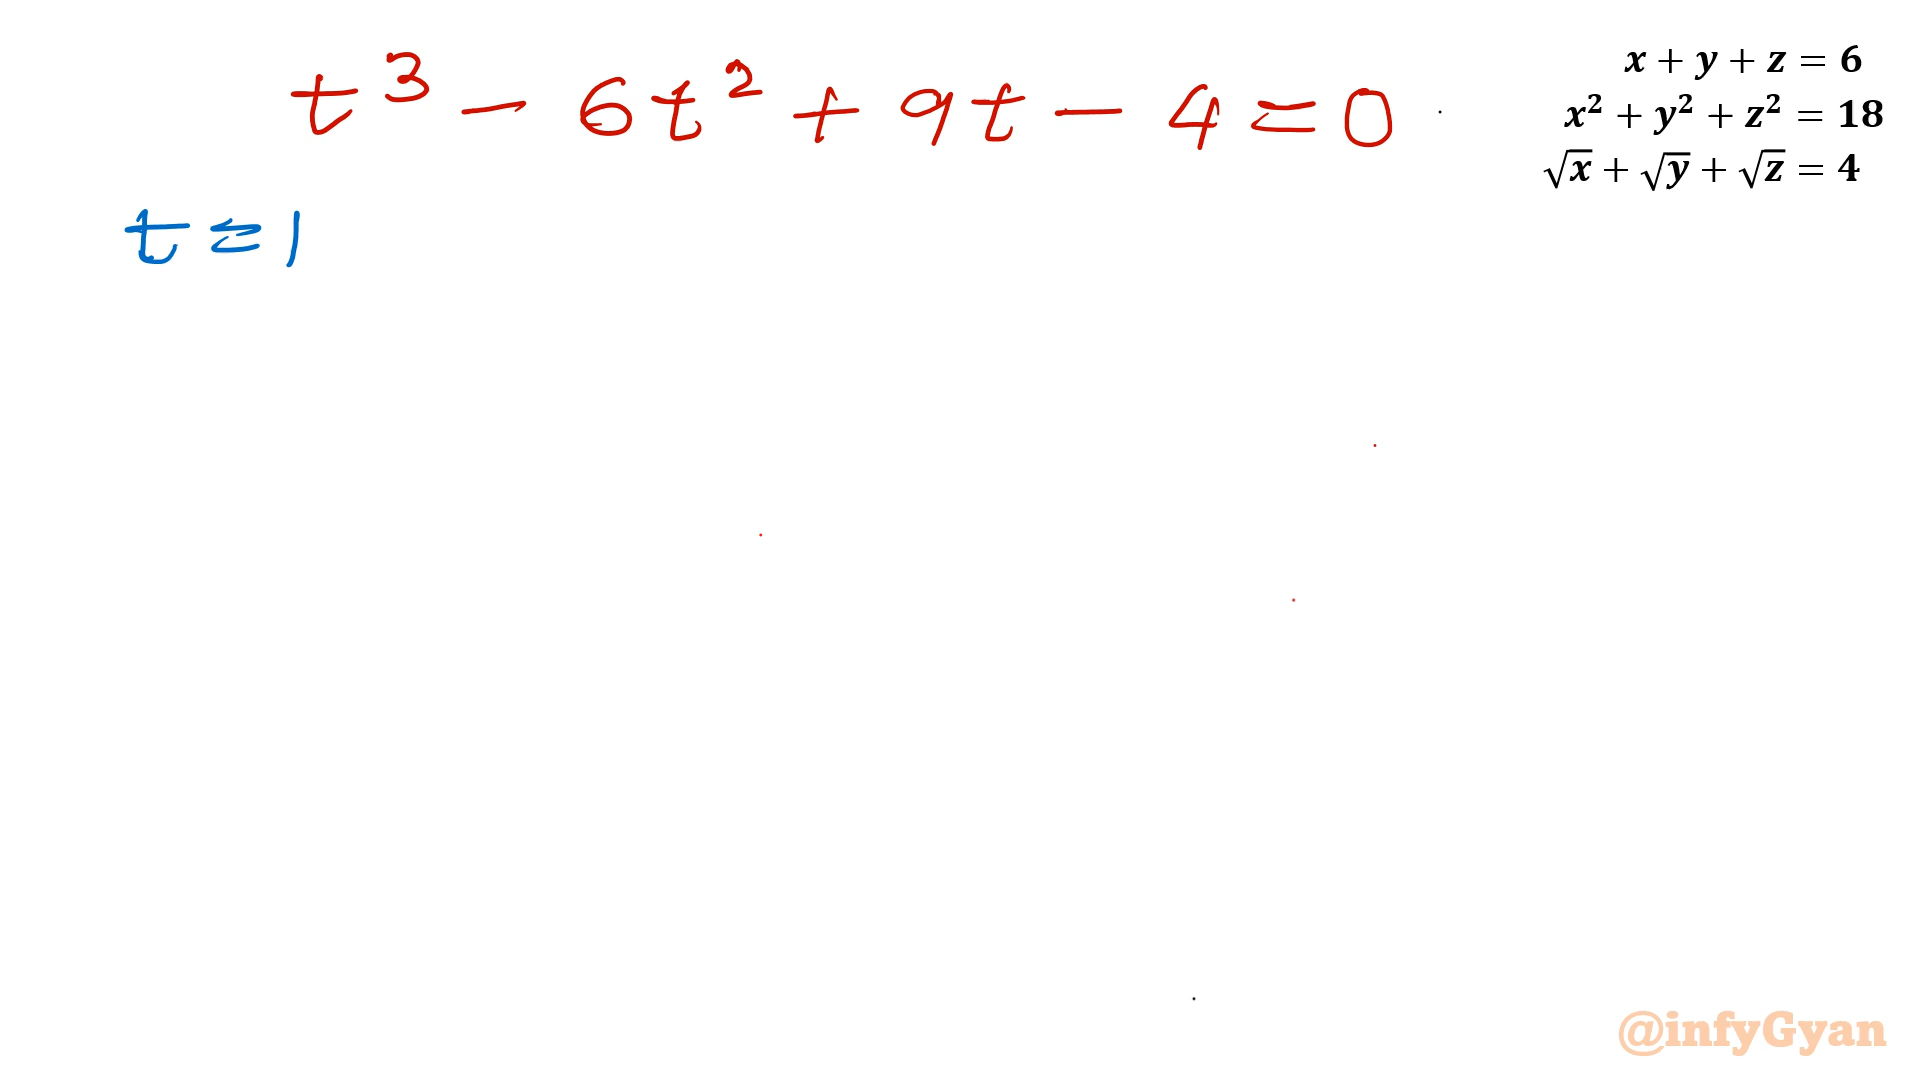 t³ - 6t² + 9t - 4 = 0
x + y + z = 6
x² + y² + z² = 18
√x + √y + √z = 4
t = 1
@infyGyan